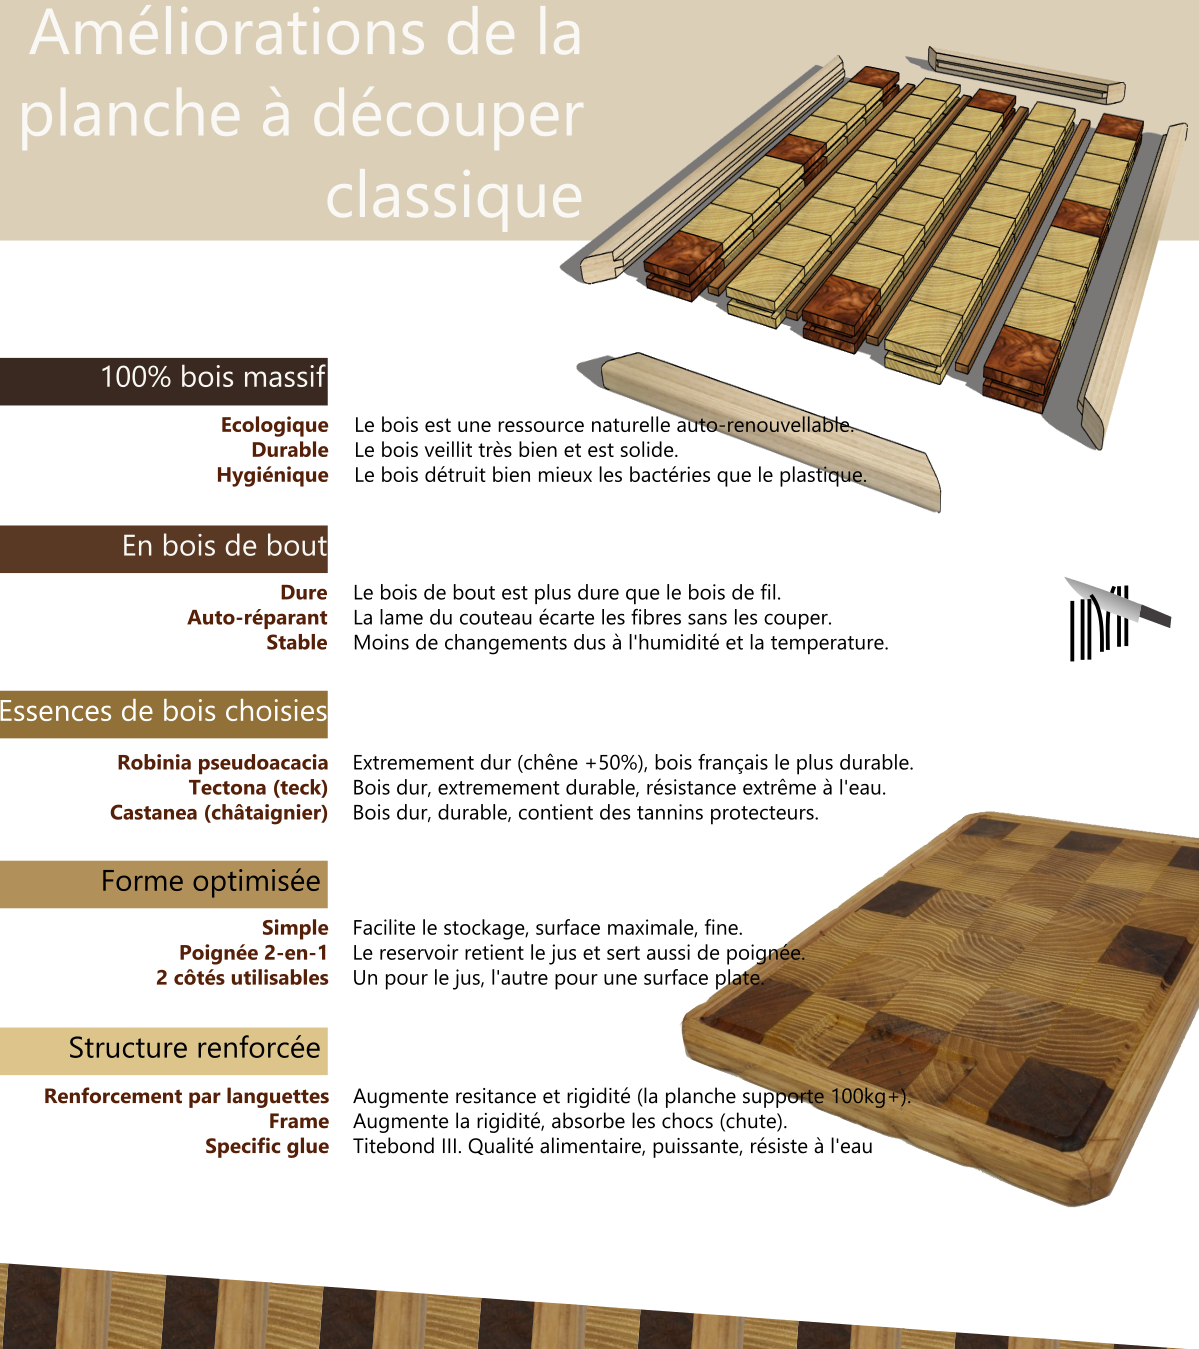 Améliorations de la
planche à découper
classique
100% bois massif
Ecologique Le bois est une ressource naturelle auto-renouvellable.
Durable Le bois veillit très bien et est solide.
Hygiénique Le bois détruit bien mieux les bactéries que le plastique.
En bois de bout
Dure Le bois de bout est plus dure que le bois de fil.
Auto-réparant La lame du couteau écarte les fibres sans les couper.
Stable Moins de changements dus à l'humidité et la temperature.
Essences de bois choisies
Robinia pseudoacacia Extremement dur (chêne +50%), bois français le plus durable.
Tectona (teck) Bois dur, extremement durable, résistance extrême à l'eau.
Castanea (châtaignier) Bois dur, durable, contient des tannins protecteurs.
Forme optimisée
Simple Facilite le stockage, surface maximale, fine.
Poignée 2-en-1 Le reservoir retient le jus et sert aussi de poignée.
2 côtés utilisables Un pour le jus, l'autre pour une surface plate.
Structure renforcée
Renforcement par languettes Augmente resitance et rigidité (la planche supporte 100kg+).
Frame Augmente la rigidité, absorbe les chocs (chute).
Specific glue Titebond III. Qualité alimentaire, puissante, résiste à l'eau